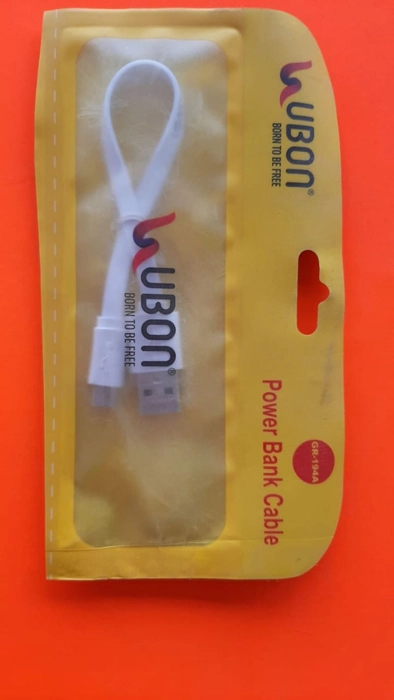 UBON®
BORN TO BE FREE
UBON®
BORN TO BE FREE
GR-194A
Power Bank Cable